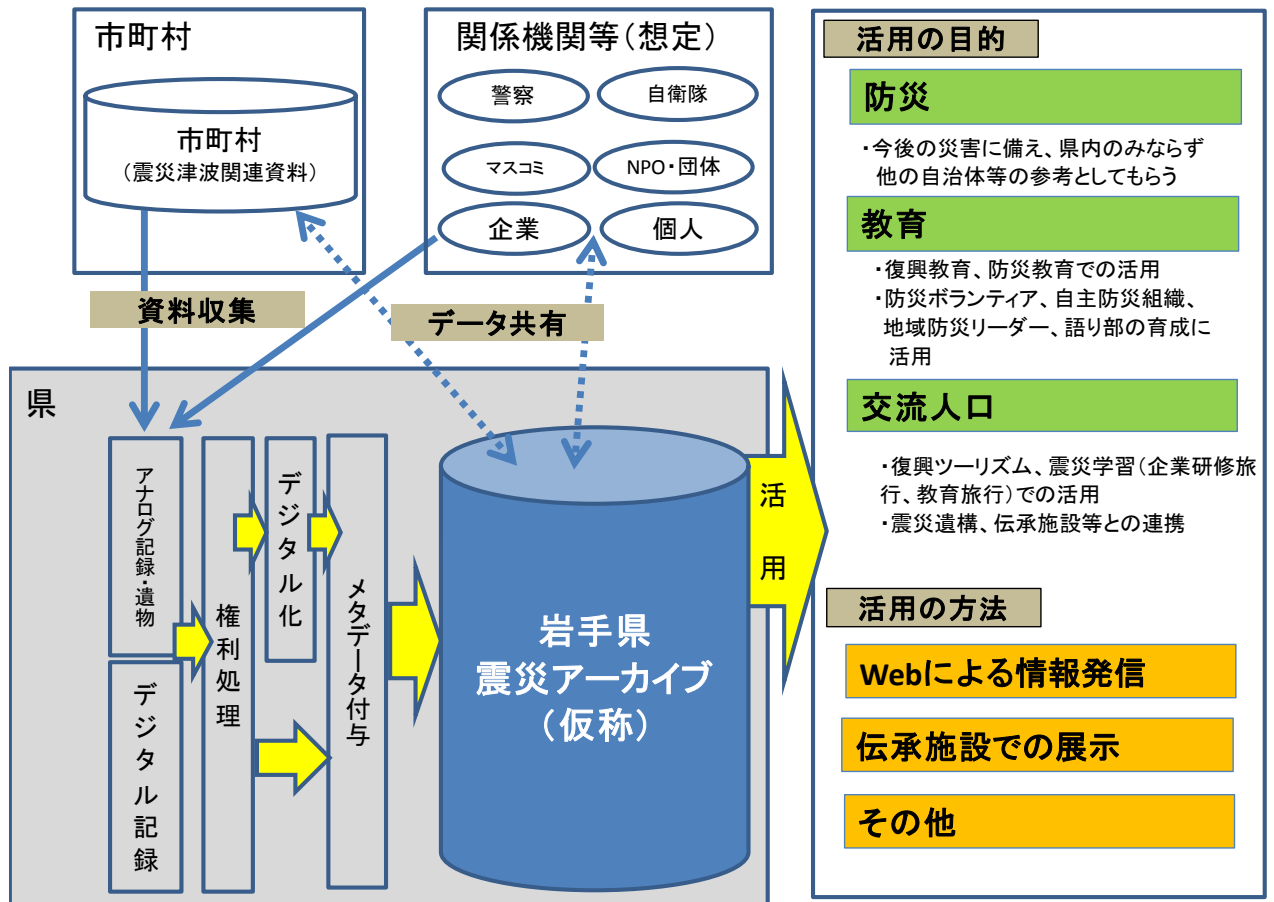 市町村
市町村
(震災津波関連資料)
関係機関等(想定)
警察
自衛隊
マスコミ
NPO・団体
企業
個人
資料収集
データ共有
県
アナログ記録・遺物
デジタル記録
権利処理
デジタル化
メタデータ付与
岩手県
震災アーカイブ
(仮称)
活用
活用の目的
防災
・今後の災害に備え、県内のみならず
他の自治体等の参考としてもらう
教育
・復興教育、防災教育での活用
・防災ボランティア、自主防災組織、
地域防災リーダー、語り部の育成に
活用
交流人口
・復興ツーリズム、震災学習(企業研修旅
行、教育旅行)での活用
・震災遺構、伝承施設等との連携
活用の方法
Webによる情報発信
伝承施設での展示
その他